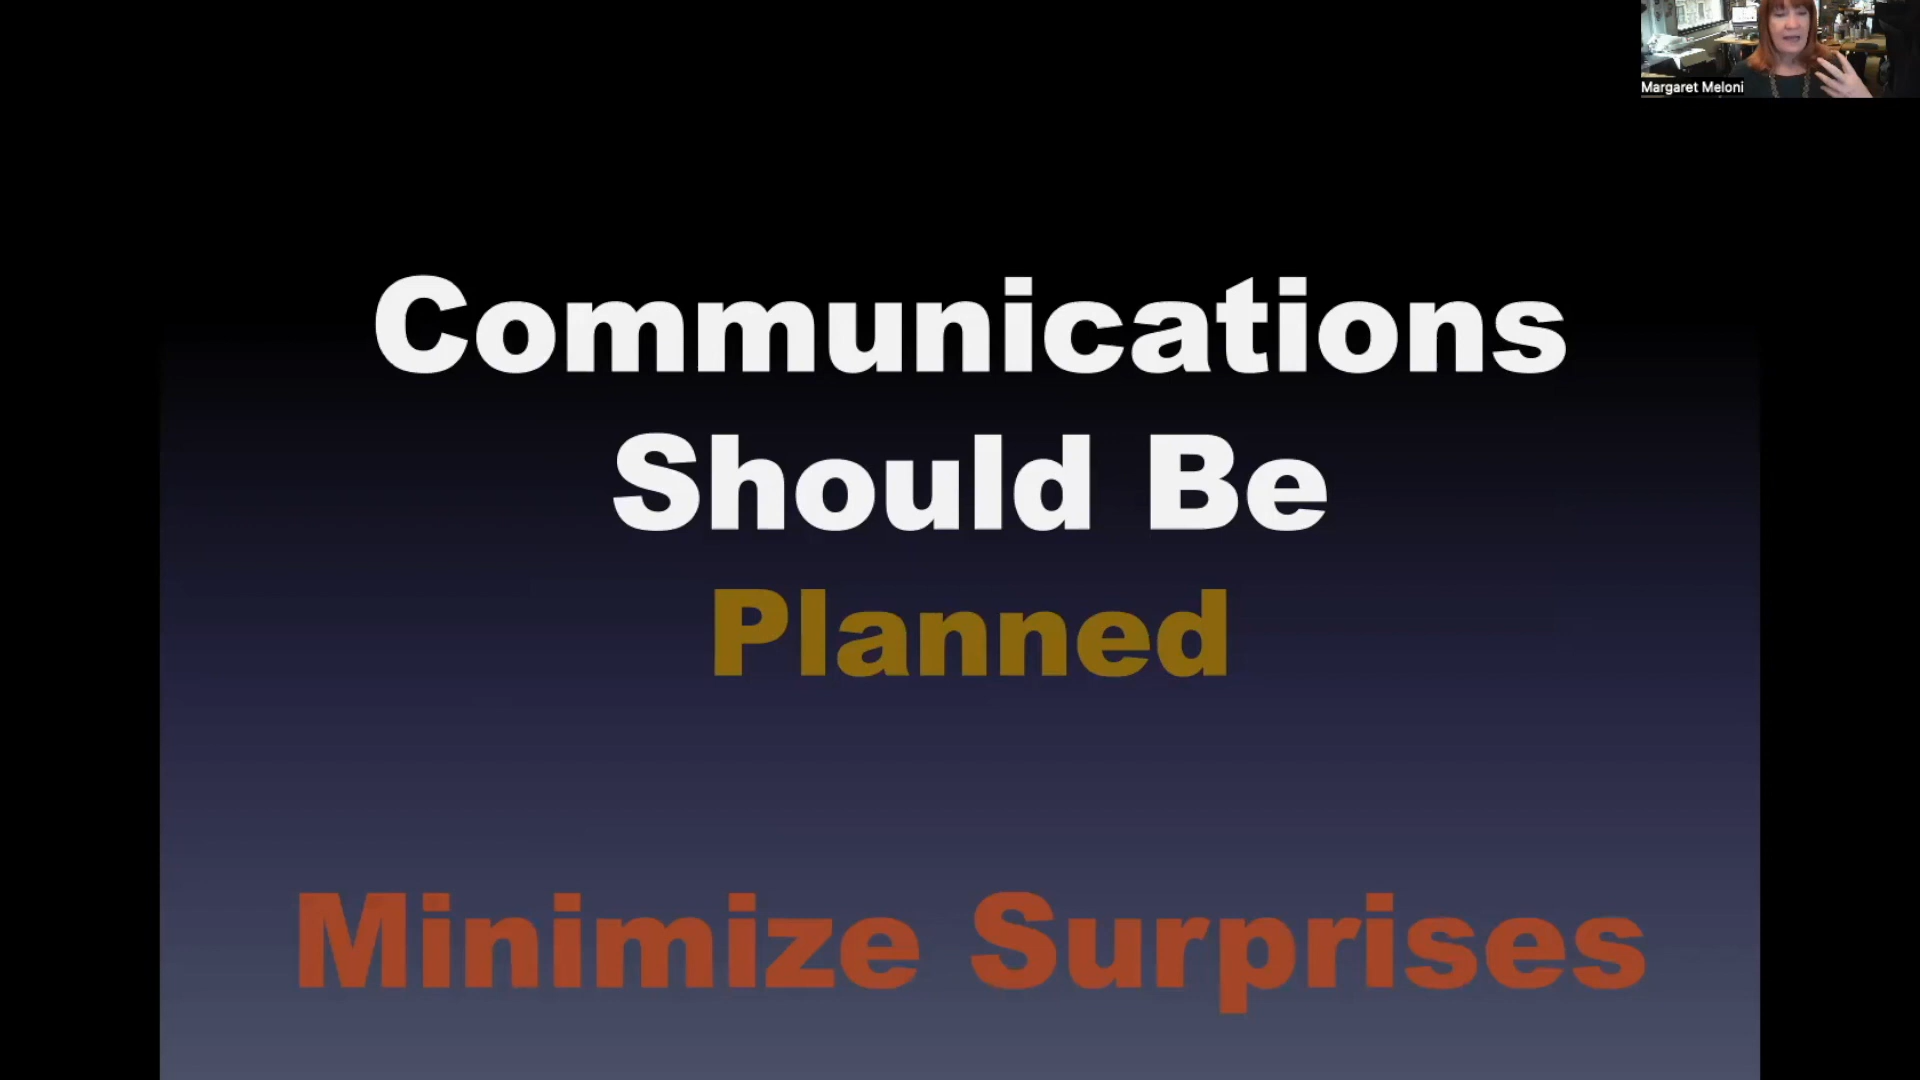 Margaret Meloni
Communications
Should Be
Planned
Minimize Surprises